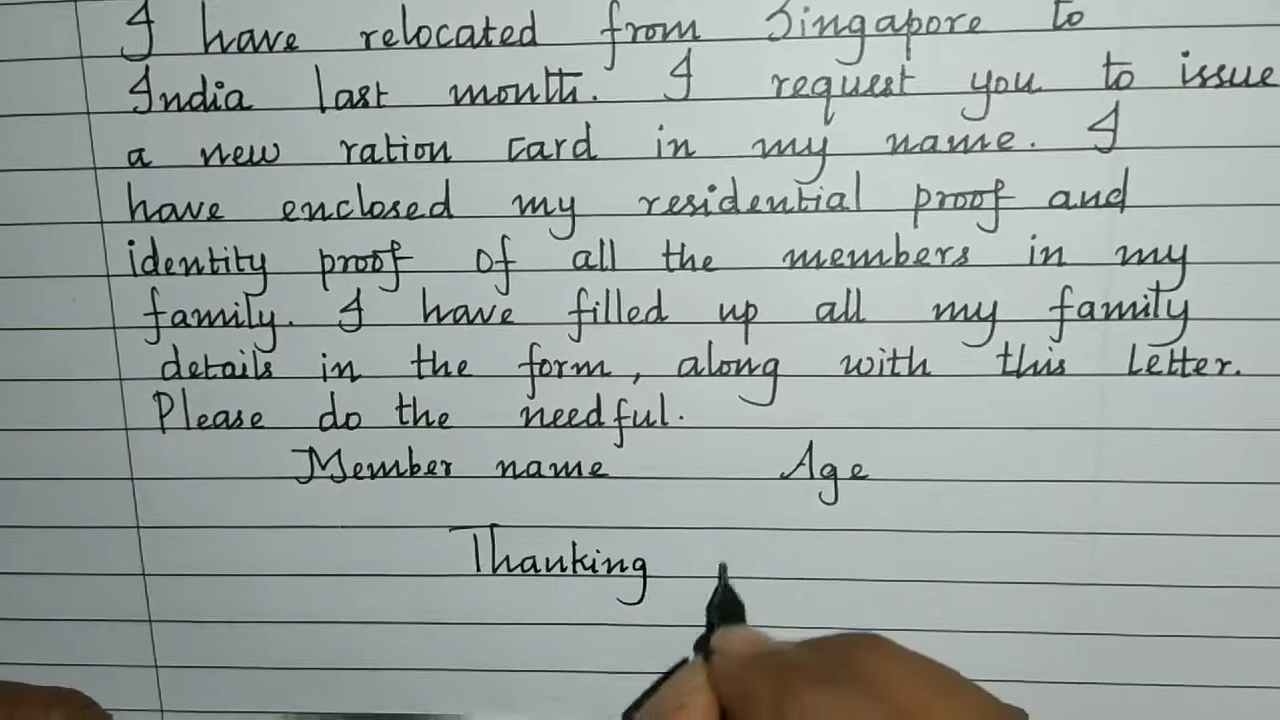 I have relocated from Singapore to
India last month. I request you to issue
a new ration card in my name. I
have enclosed my residential proof and
identity proof of all the members in my
family. I have filled up all my family
details in the form, along with this letter.
Please do the needful.
Member name Age
Thanking